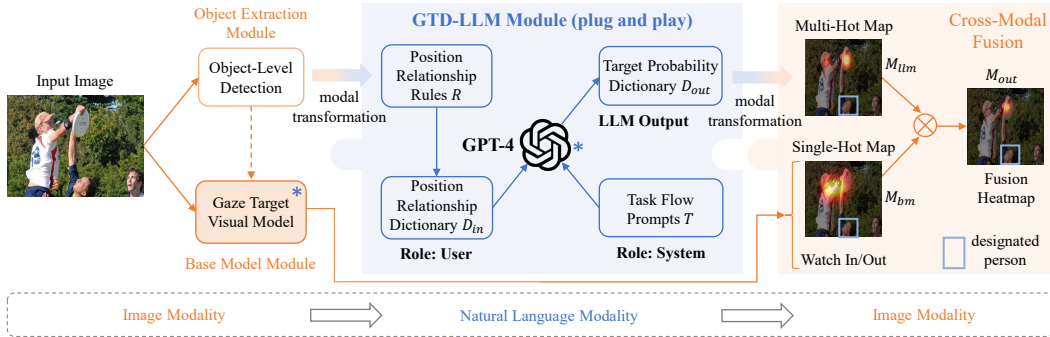 Object Extraction
Module
Input Image
Object-Level
Detection
Gaze Target
Visual Model
*
Base Model Module
modal
transformation
GTD-LLM Module (plug and play)
Position
Relationship
Rules R
Position
Relationship
Dictionary D_in
Role: User
GPT-4
*
Target Probability
Dictionary D_out
LLM Output
Task Flow
Prompts T
Role: System
modal
transformation
Cross-Modal
Fusion
Multi-Hot Map
M_llm
Single-Hot Map
M_bm
Watch In/Out
M_out
Fusion
Heatmap
designated
person
Image Modality
Natural Language Modality
Image Modality